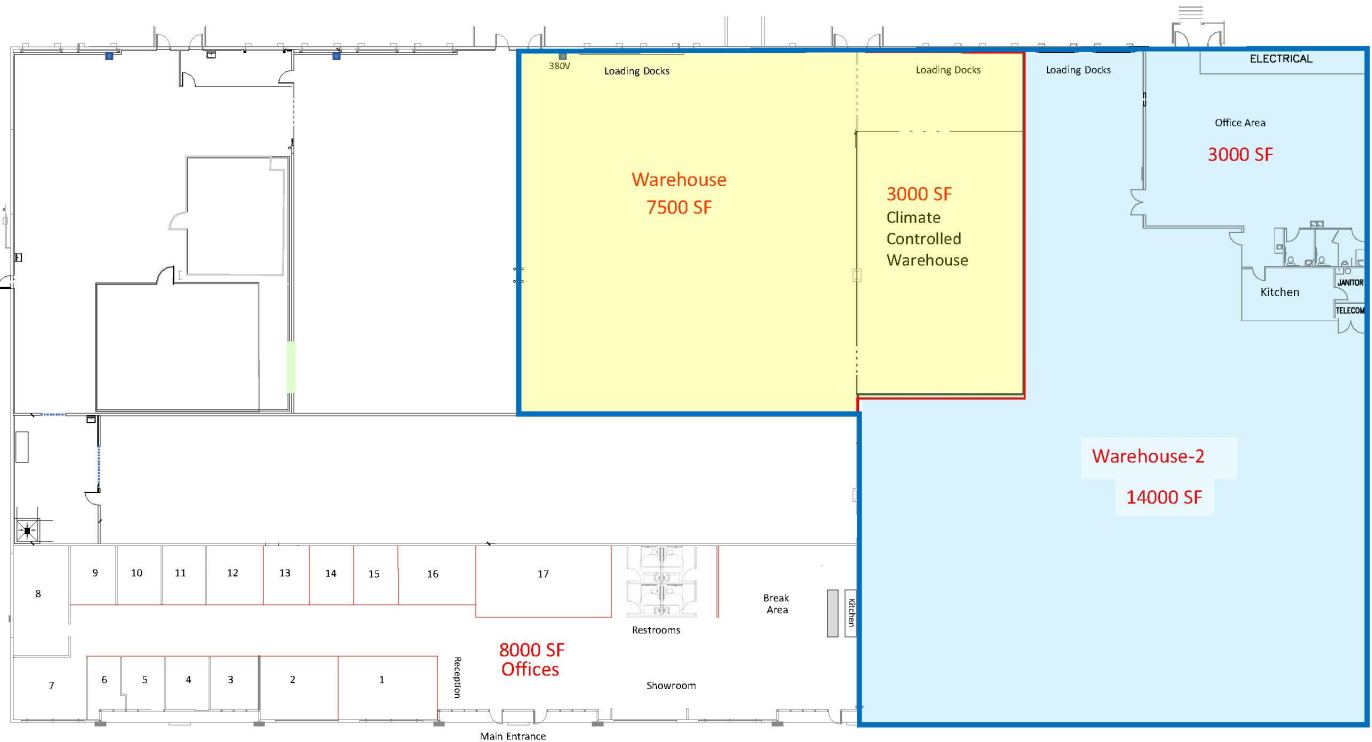 ELECTRICAL
380V
Loading Docks
Loading Docks
Loading Docks
Office Area
3000 SF
Warehouse
7500 SF
3000 SF
Climate
Controlled
Warehouse
Kitchen
JANITOR
TELECOM
Warehouse-2
14000 SF
9
10
11
12
13
14
15
16
17
8
Break
Area
Kitchen
Restrooms
8000 SF
Offices
Reception
Showroom
7
6
5
4
3
2
1
Main Entrance